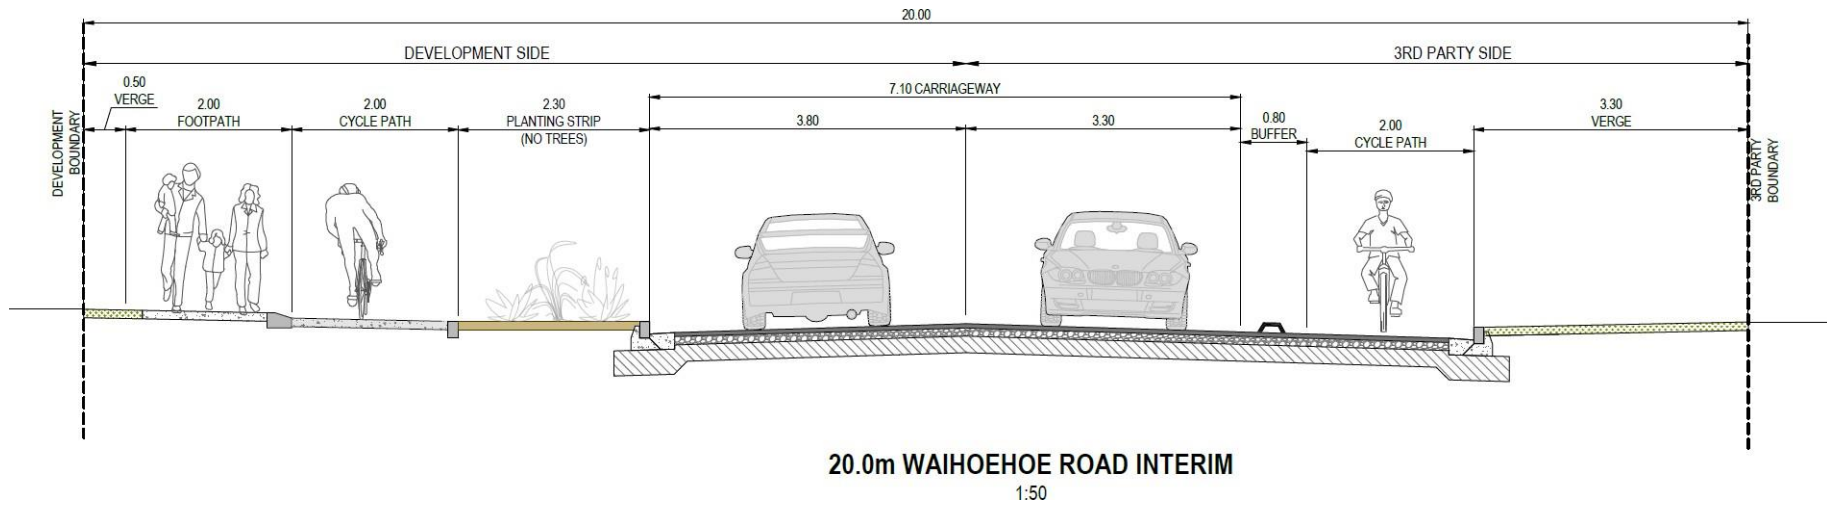 20.00
DEVELOPMENT SIDE
3RD PARTY SIDE
0.50
VERGE
2.00
FOOTPATH
2.00
CYCLE PATH
2.30
PLANTING STRIP
(NO TREES)
7.10 CARRIAGEWAY
3.80
3.30
0.80
BUFFER
2.00
CYCLE PATH
3.30
VERGE
DEVELOPMENT
BOUNDARY
3RD PARTY
BOUNDARY
20.0m WAIHOEHOE ROAD INTERIM
1:50